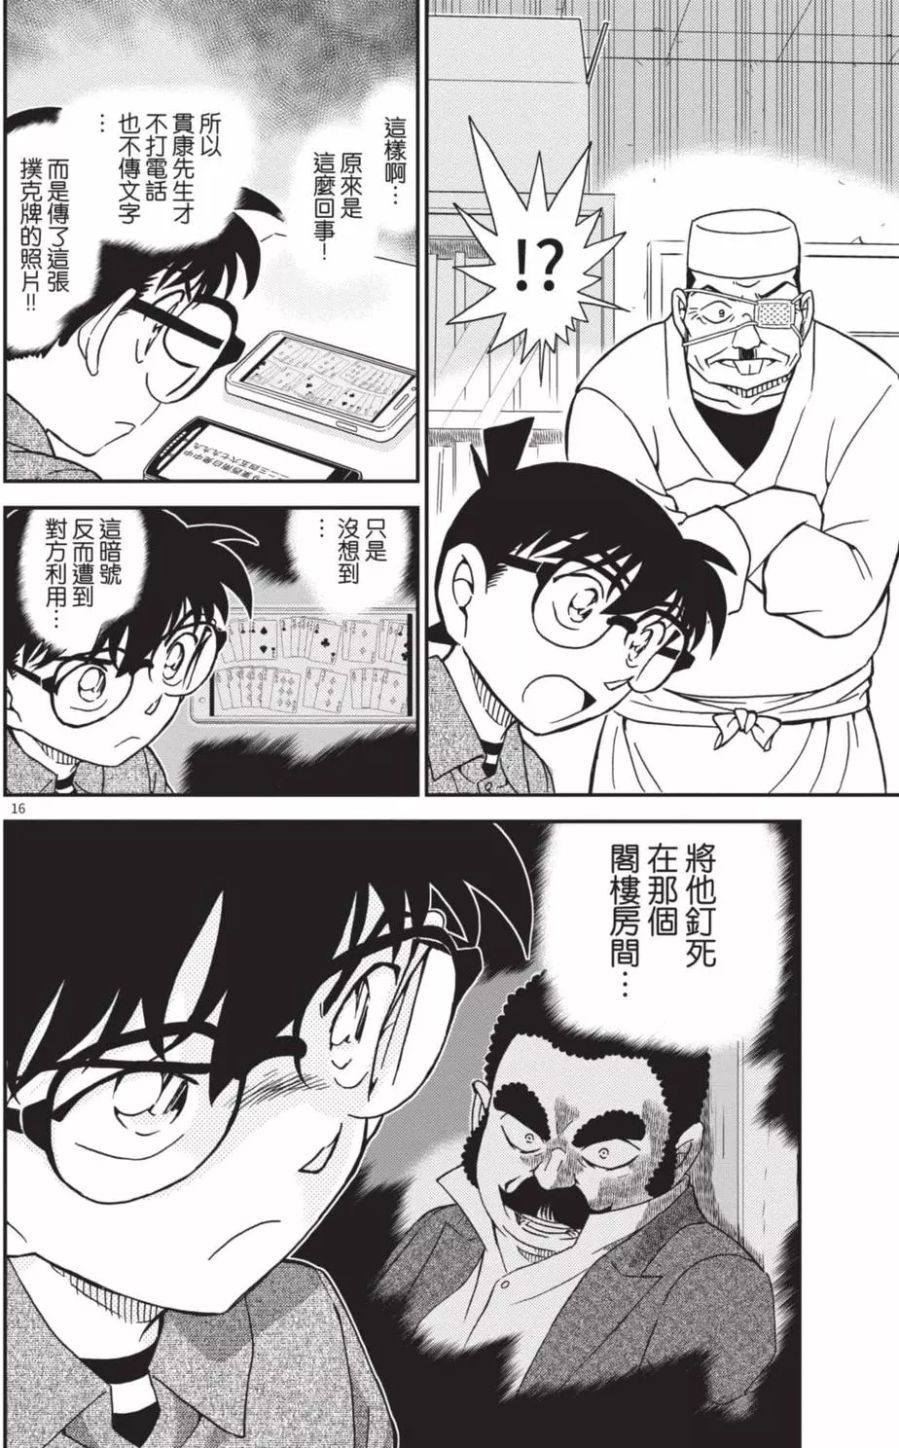 !?
這樣啊…
原來是
這麼回事！
所以
貫康先生才
不打電話
也不傳文字
…
而是傳了這張
撲克牌的照片!!
只是
沒想到
…
這暗號
反而遭到
對方利用…
16
將他釘死
在那個
閣樓房間…